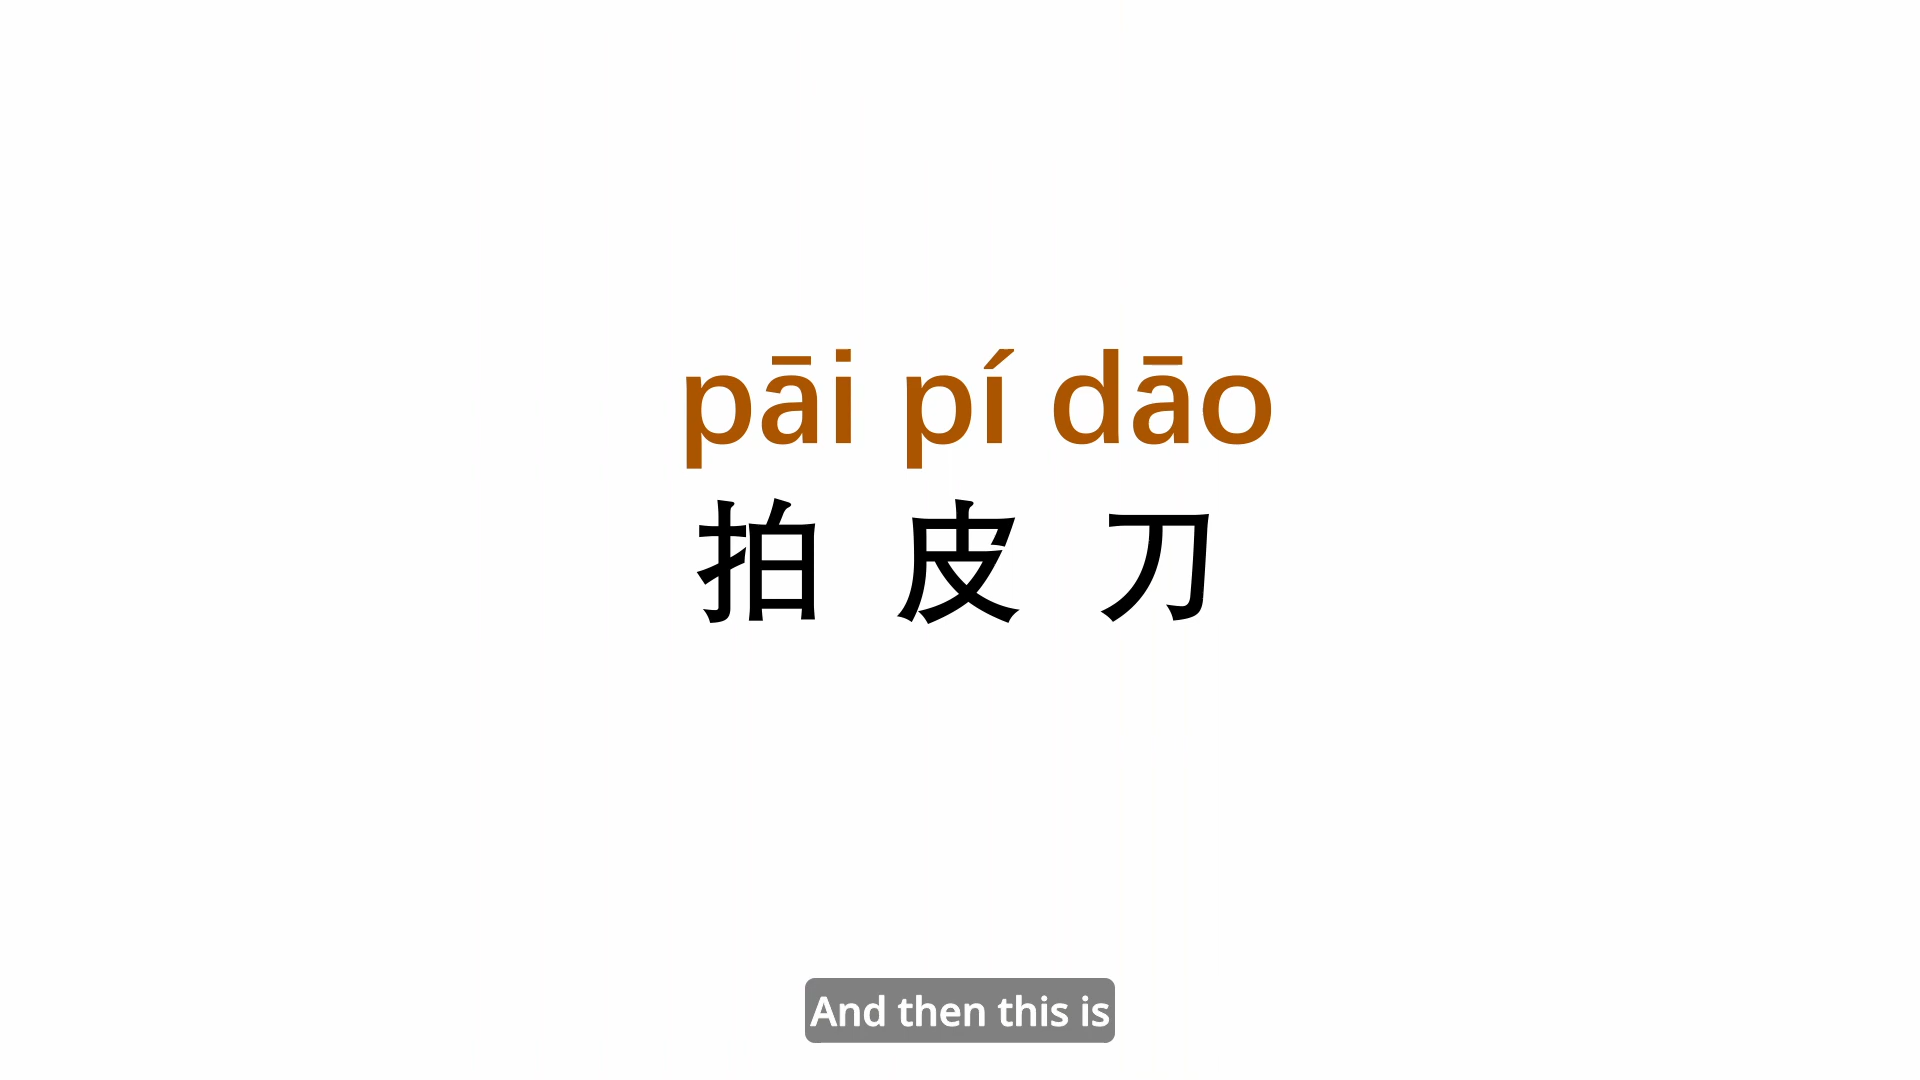 pāi pí dāo
拍 皮 刀
And then this is